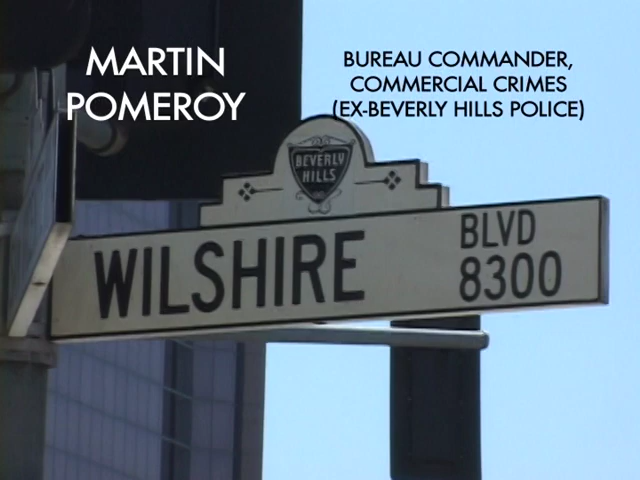 MARTIN
POMEROY
BUREAU COMMANDER,
COMMERCIAL CRIMES
(EX-BEVERLY HILLS POLICE)
BEVERLY
HILLS
WILSHIRE
BLVD
8300